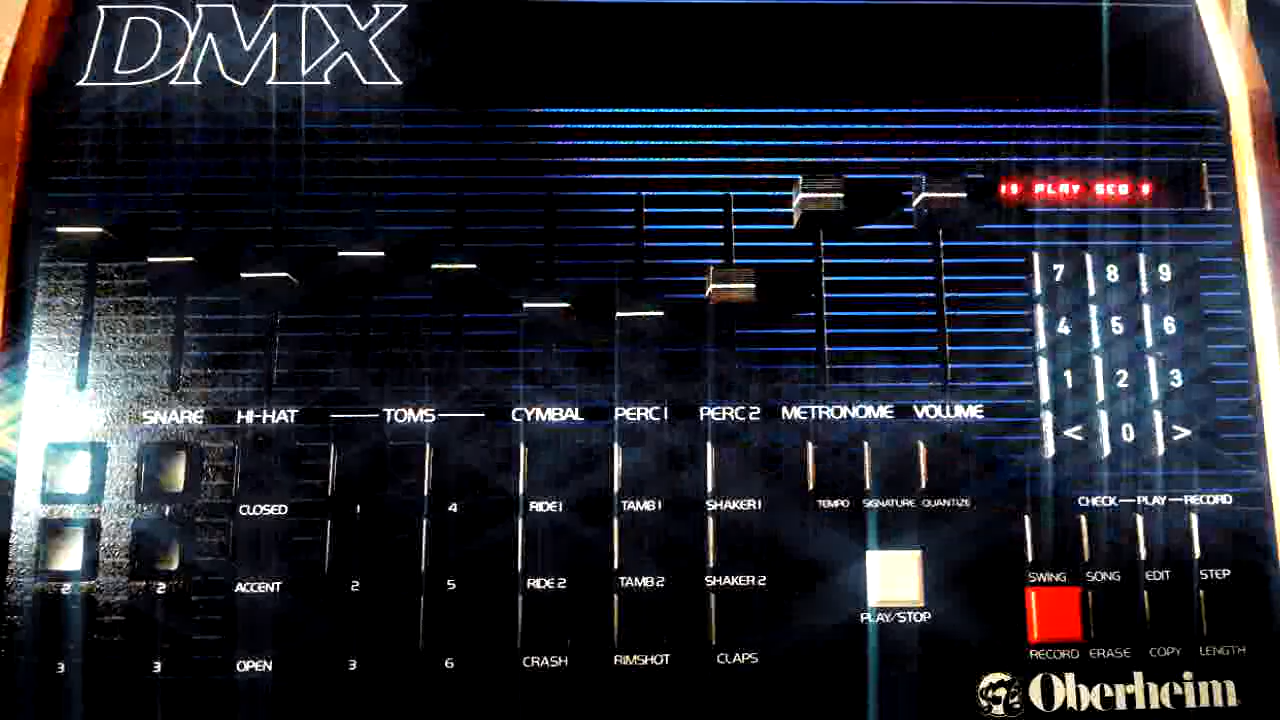 DMX
PLAY SEQ
7 8 9
4 5 6
1 2 3
< 0 >
SNARE HI-HAT TOMS CYMBAL PERC 1 PERC 2 METRONOME VOLUME
1 CLOSED 1 4 RIDE 1 TAMB 1 SHAKER 1 TEMPO SIGNATURE QUANTIZE
CHECK PLAY RECORD
2 2 ACCENT 2 5 RIDE 2 TAMB 2 SHAKER 2
SWING SONG EDIT STEP
PLAY/STOP
3 3 OPEN 3 6 CRASH RIMSHOT CLAPS
RECORD ERASE COPY LENGTH
Oberheim